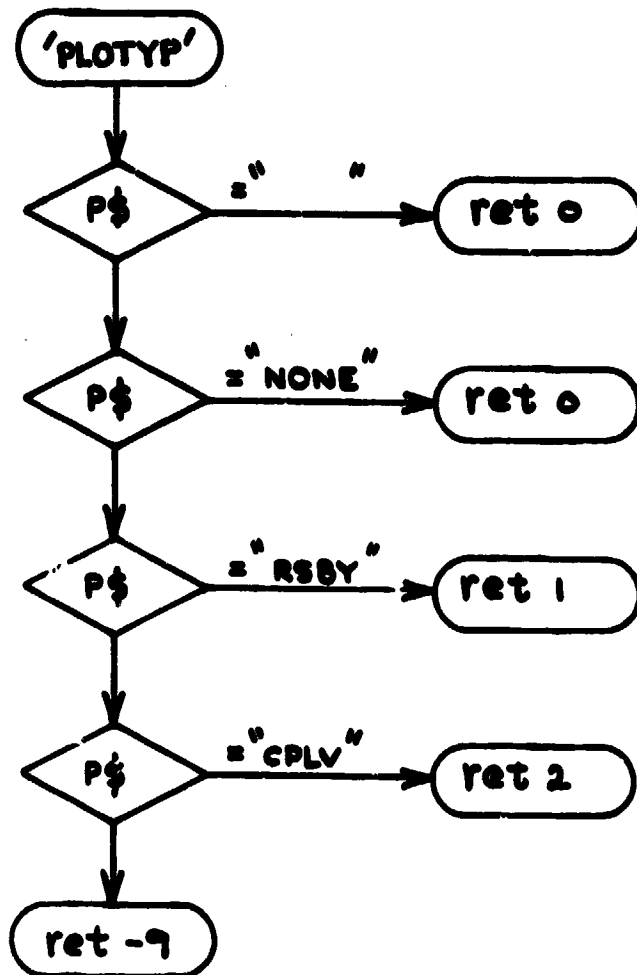 'PLOTYP'
P$ =" " ret 0
P$ ="NONE" ret 0
P$ ="RSBY" ret 1
P$ ="CPLV" ret 2
ret -9